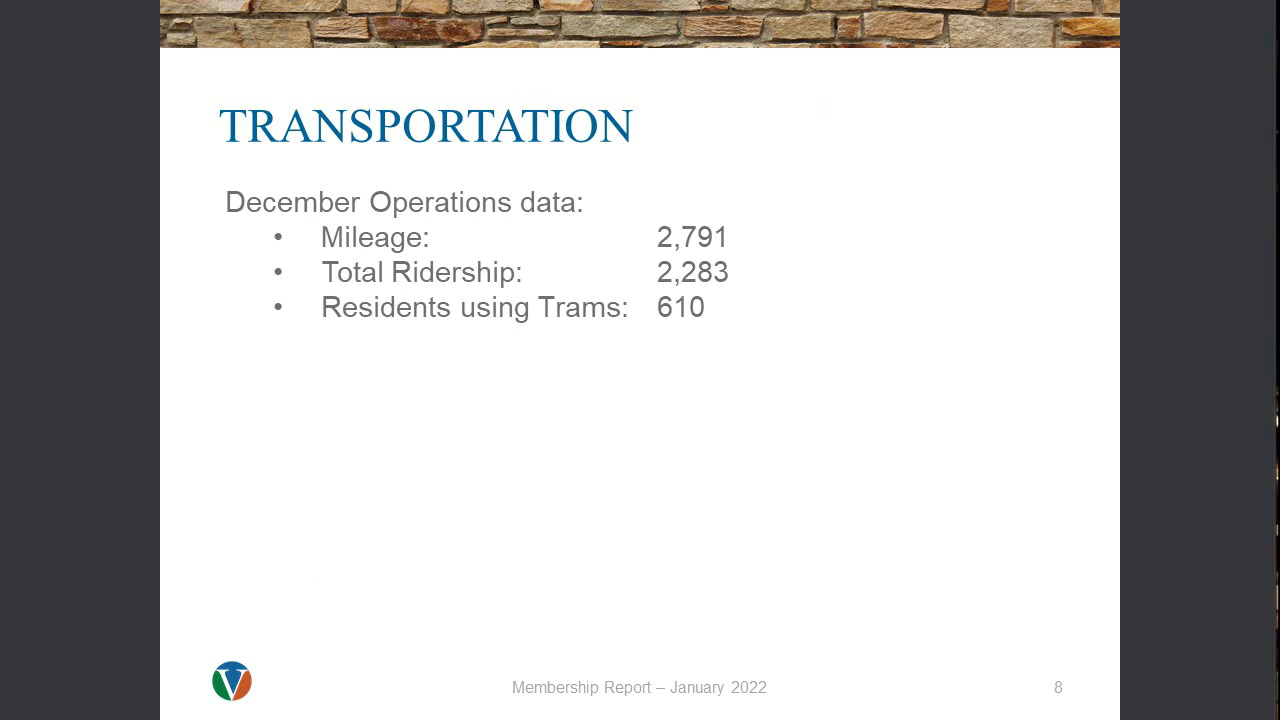 TRANSPORTATION
December Operations data:
• Mileage: 2,791
• Total Ridership: 2,283
• Residents using Trams: 610
V
Membership Report – January 2022
8